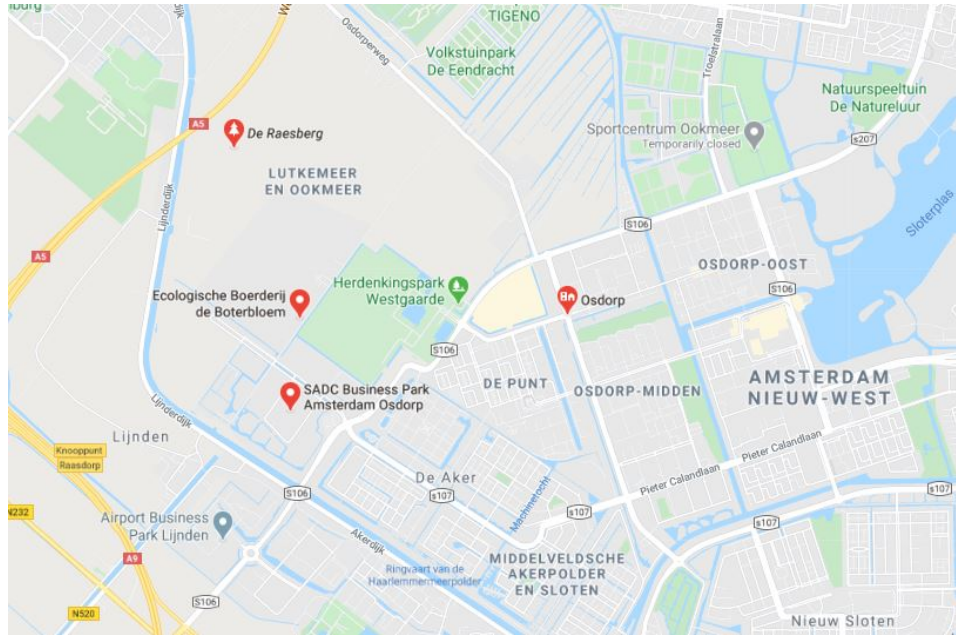 TIGENO
Osdorperweg
Volkstuinpark
De Eendracht
Troelstralaan
Natuurspeeltuin
De Natureluur
A5
De Raesberg
Sportcentrum Ookmeer
Temporarily closed
s207
LUTKEMEER
EN OOKMEER
Lijnderdijk
Sloterplas
S106
A5
OSDORP-OOST
Herdenkingspark
Westgaarde
Ecologische Boerderij
de Boterbloem
Osdorp
S106
S106
DE PUNT
OSDORP-MIDDEN
AMSTERDAM
NIEUW-WEST
SADC Business Park
Amsterdam Osdorp
Lijnderdijk
Lijnden
Knooppunt
Raasdorp
De Aker
Pieter Calandlaan
Pieter Calandlaan
S106
s107
s107
s107
s107
Machinetocht
N232
Airport Business
Park Lijnden
Akerdijk
A9
MIDDELVELDSCHE
AKERPOLDER
EN SLOTEN
Ringvaart van de
Haarlemmermeerpolder
S106
N520
Nieuw Sloten